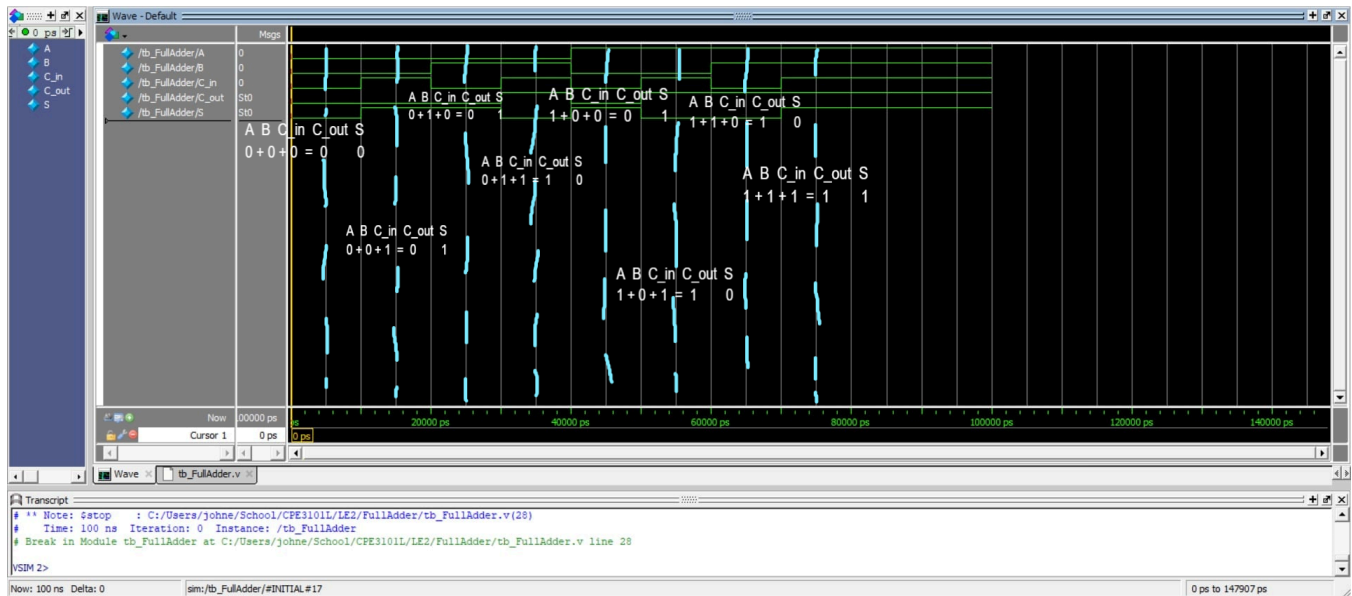 0 ps
Wave - Default
Msgs
A
B
C_in
C_out
S
/tb_FullAdder/A 0
/tb_FullAdder/B 0
/tb_FullAdder/C_in 0
/tb_FullAdder/C_out St0
/tb_FullAdder/S St0
A B C_in C_out S
0 + 0 + 0 = 0 0
A B C_in C_out S
0 + 0 + 1 = 0 1
A B C_in C_out S
0 + 1 + 0 = 0 1
A B C_in C_out S
0 + 1 + 1 = 1 0
A B C_in C_out S
1 + 0 + 0 = 0 1
A B C_in C_out S
1 + 0 + 1 = 1 0
A B C_in C_out S
1 + 1 + 0 = 1 0
A B C_in C_out S
1 + 1 + 1 = 1 1
Now 00000 ps
ps 20000 ps 40000 ps 60000 ps 80000 ps 100000 ps 120000 ps 140000 ps
Cursor 1 0 ps 0 ps
Wave tb_FullAdder.v
Transcript
# ** Note: $stop : C:/Users/johne/School/CPE3101L/LE2/FullAdder/tb_FullAdder.v(28)
# Time: 100 ns Iteration: 0 Instance: /tb_FullAdder
# Break in Module tb_FullAdder at C:/Users/johne/School/CPE3101L/LE2/FullAdder/tb_FullAdder.v line 28
VSIM 2>
Now: 100 ns Delta: 0 sim:/tb_FullAdder/#INITIAL#17 0 ps to 147907 ps